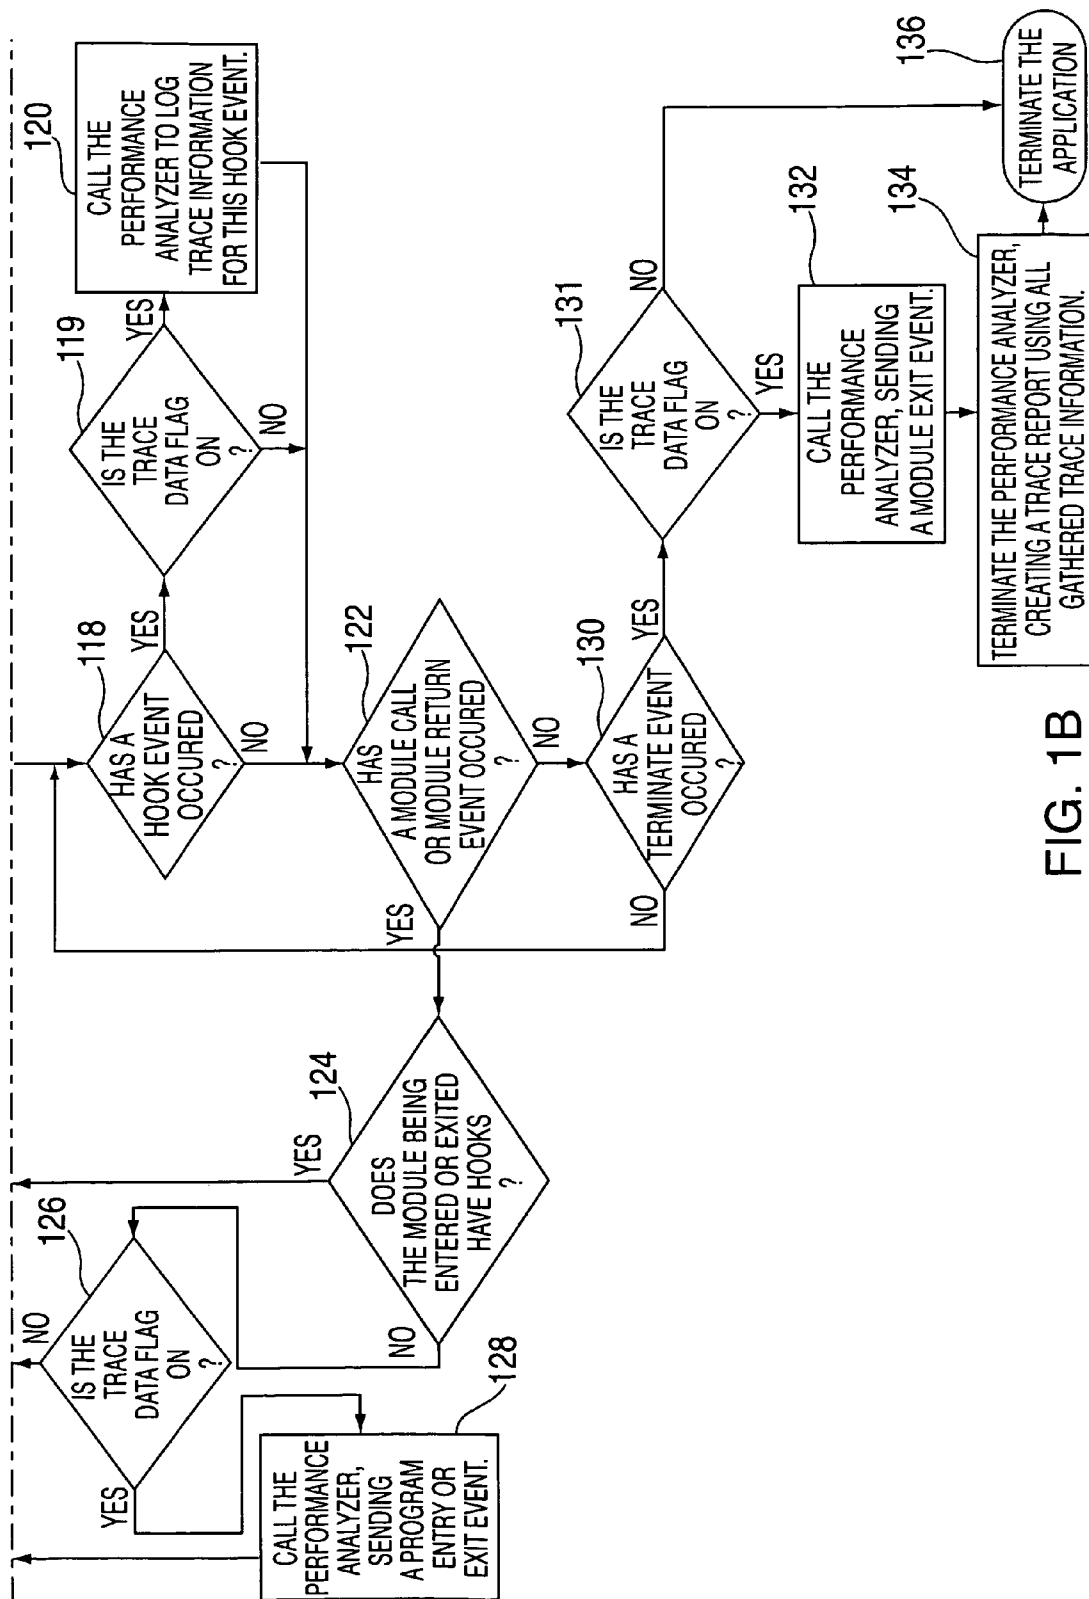 118
HAS A
HOOK EVENT
OCCURED
?
YES
NO
119
IS THE
TRACE
DATA FLAG
ON
?
YES
NO
120
CALL THE
PERFORMANCE
ANALYZER TO LOG
TRACE INFORMATION
FOR THIS HOOK EVENT.
122
HAS
A MODULE CALL
OR MODULE RETURN
EVENT OCCURED
?
YES
NO
124
DOES
THE MODULE BEING
ENTERED OR EXITED
HAVE HOOKS
?
YES
NO
126
IS THE
TRACE
DATA FLAG
ON
?
NO
YES
128
CALL THE
PERFORMANCE
ANALYZER,
SENDING
A PROGRAM
ENTRY OR
EXIT EVENT.
130
HAS A
TERMINATE EVENT
OCCURED
?
NO
YES
131
IS THE
TRACE
DATA FLAG
ON
?
NO
YES
132
CALL THE
PERFORMANCE
ANALYZER, SENDING
A MODULE EXIT EVENT.
134
TERMINATE THE PERFORMANCE ANALYZER,
CREATING A TRACE REPORT USING ALL
GATHERED TRACE INFORMATION.
136
TERMINATE THE
APPLICATION
FIG. 1B